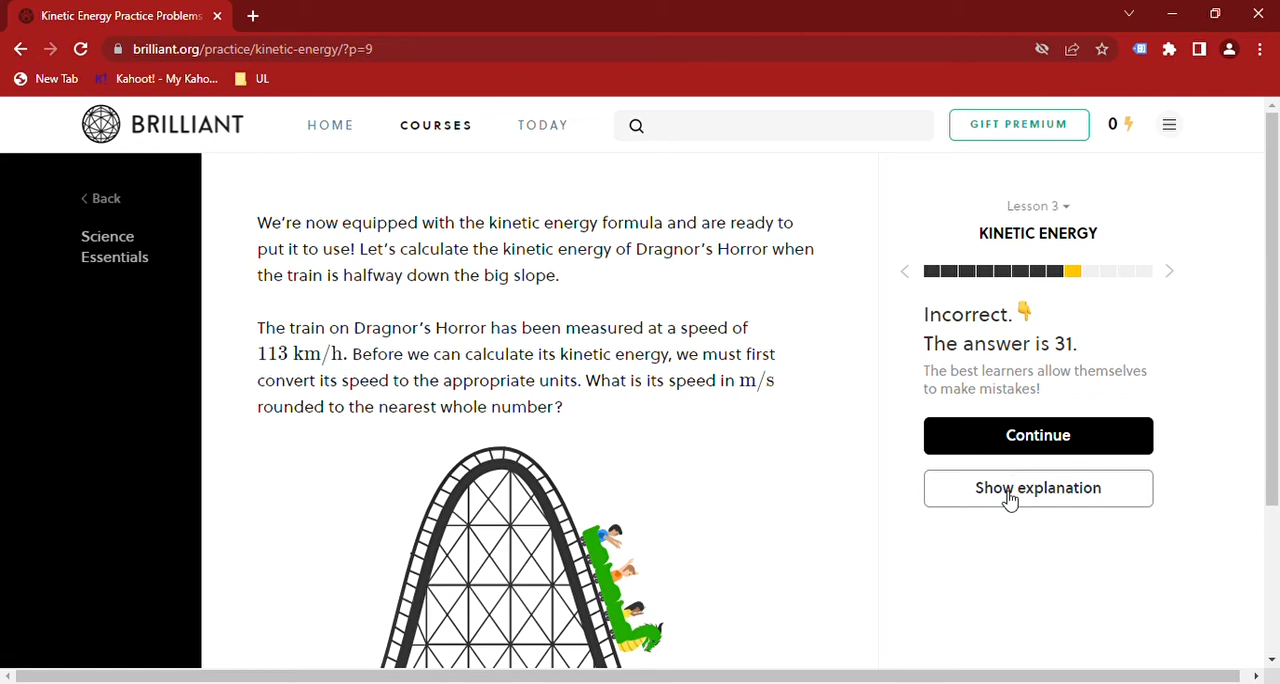 Kinetic Energy Practice Problems
brilliant.org/practice/kinetic-energy/?p=9
New Tab
K! Kahoot! - My Kaho...
UL
BRILLIANT
HOME
COURSES
TODAY
GIFT PREMIUM
0
< Back
Science
Essentials
We're now equipped with the kinetic energy formula and are ready to
put it to use! Let's calculate the kinetic energy of Dragnor's Horror when
the train is halfway down the big slope.
The train on Dragnor's Horror has been measured at a speed of
113 km/h. Before we can calculate its kinetic energy, we must first
convert its speed to the appropriate units. What is its speed in m/s
rounded to the nearest whole number?
Lesson 3
KINETIC ENERGY
Incorrect.👇
The answer is 31.
The best learners allow themselves
to make mistakes!
Continue
Show explanation